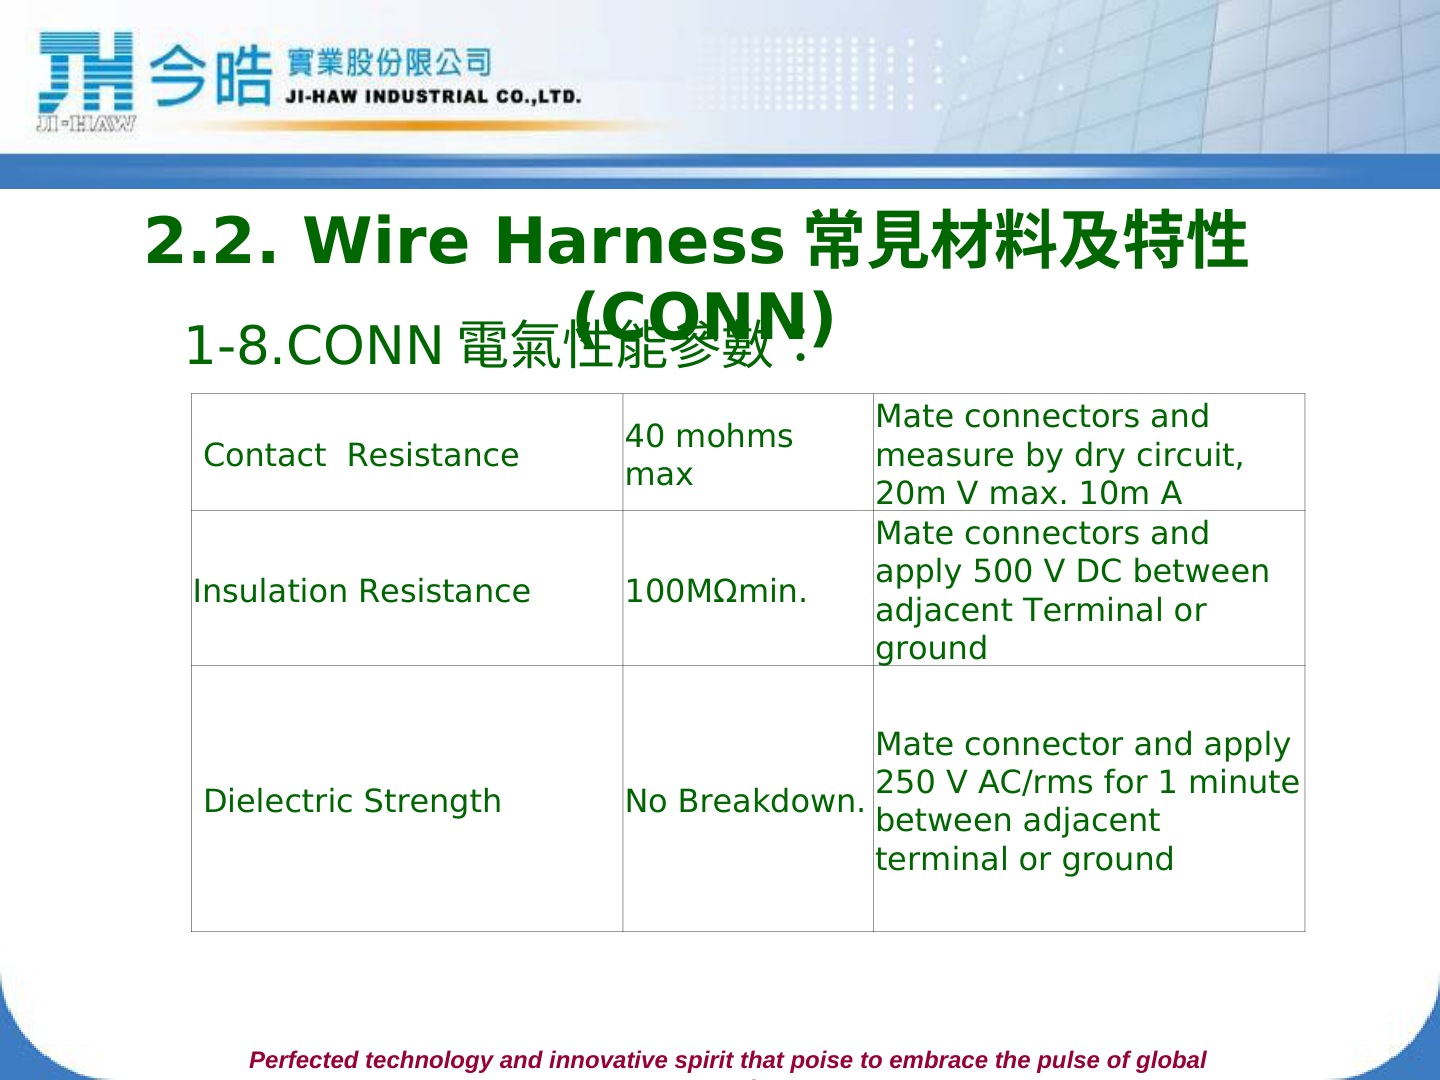 JH 今皓 實業股份限公司
JI-HAW INDUSTRIAL CO.,LTD.
JI-HAW
2.2. Wire Harness 常見材料及特性
(CONN)
1-8.CONN 電氣性能參數：
Contact Resistance
40 mohms
max
Mate connectors and
measure by dry circuit,
20m V max. 10m A
Insulation Resistance
100MΩmin.
Mate connectors and
apply 500 V DC between
adjacent Terminal or
ground
Dielectric Strength
No Breakdown.
Mate connector and apply
250 V AC/rms for 1 minute
between adjacent
terminal or ground
Perfected technology and innovative spirit that poise to embrace the pulse of global